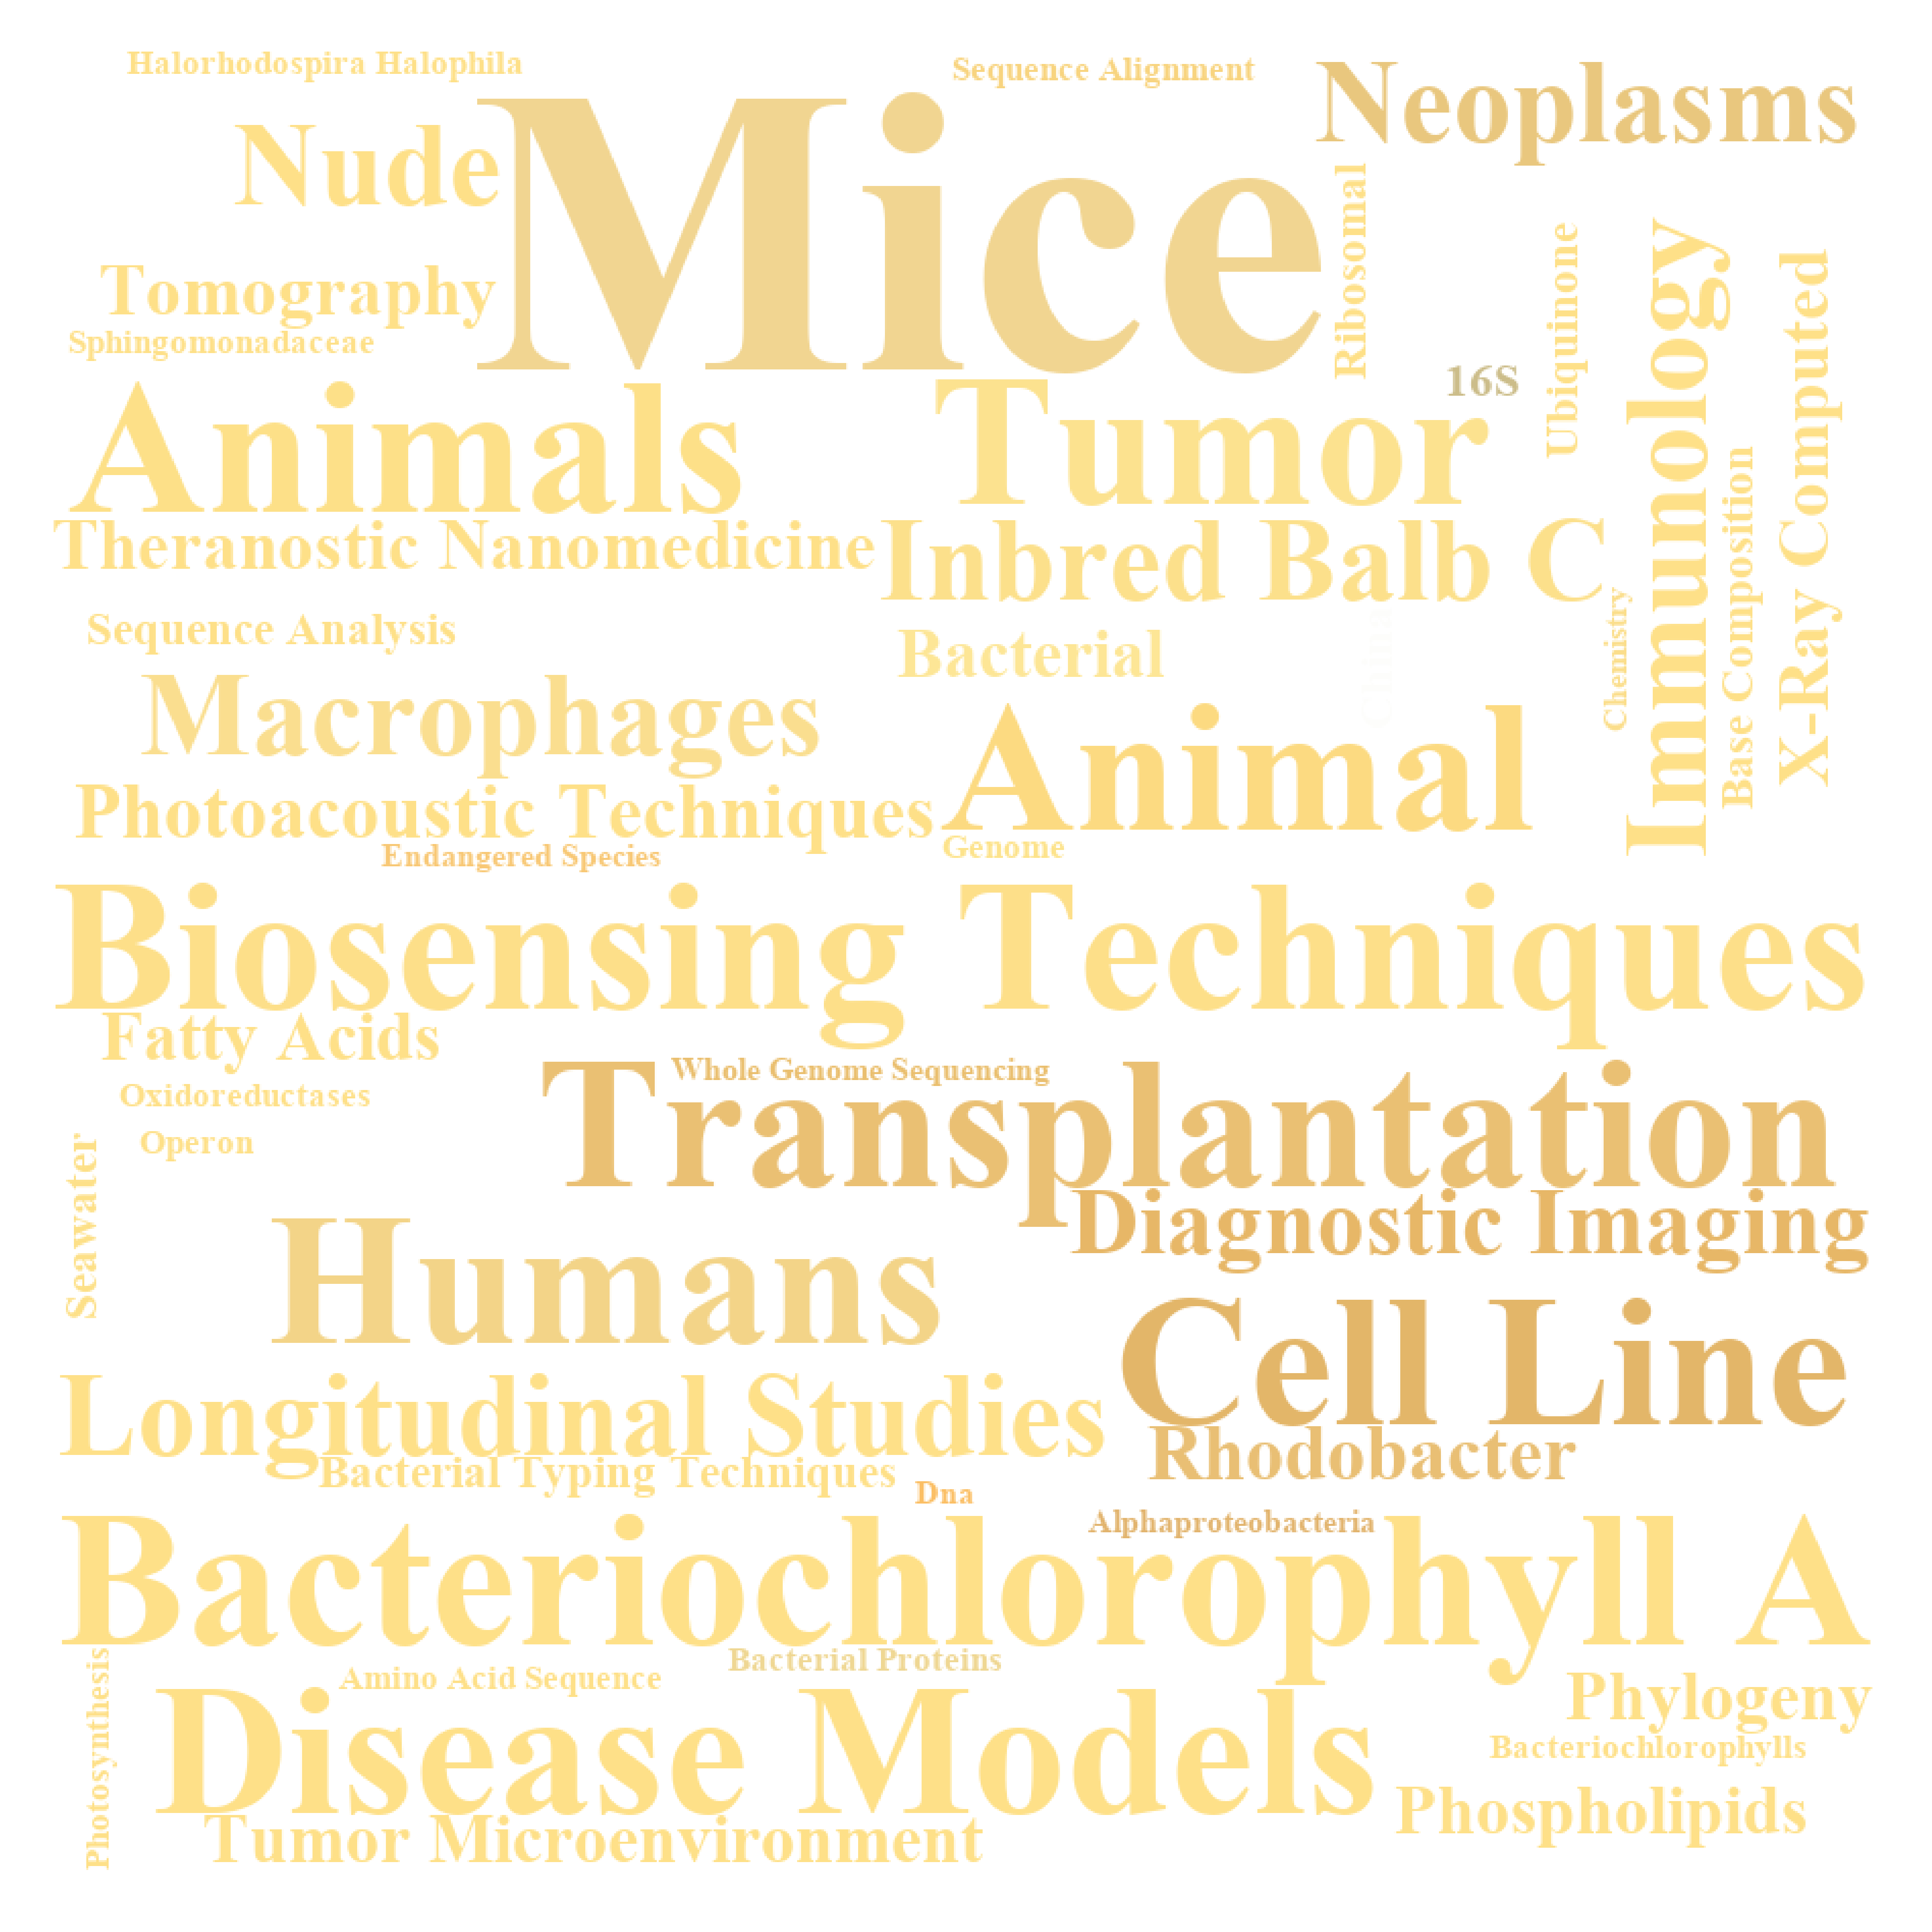 Halorhodospira Halophila
Sequence Alignment
Neoplasms
Mice
Nude
Ribosomal
Ubiquinone
Immunology
X-Ray Computed
Tomography
Sphingomonadaceae
16S
Animals
Tumor
Theranostic Nanomedicine
Inbred Balb C
Base Composition
Chemistry
Sequence Analysis
Bacterial
Macrophages
Animal
Photoacoustic Techniques
Endangered Species
Genome
Biosensing Techniques
Fatty Acids
Whole Genome Sequencing
Oxidoreductases
Transplantation
Operon
Seawater
Diagnostic Imaging
Humans
Cell Line
Longitudinal Studies
Rhodobacter
Bacterial Typing Techniques
Dna
Alphaproteobacteria
Bacteriochlorophyll A
Photosynthesis
Bacterial Proteins
Amino Acid Sequence
Phylogeny
Disease Models
Bacteriochlorophylls
Phospholipids
Tumor Microenvironment